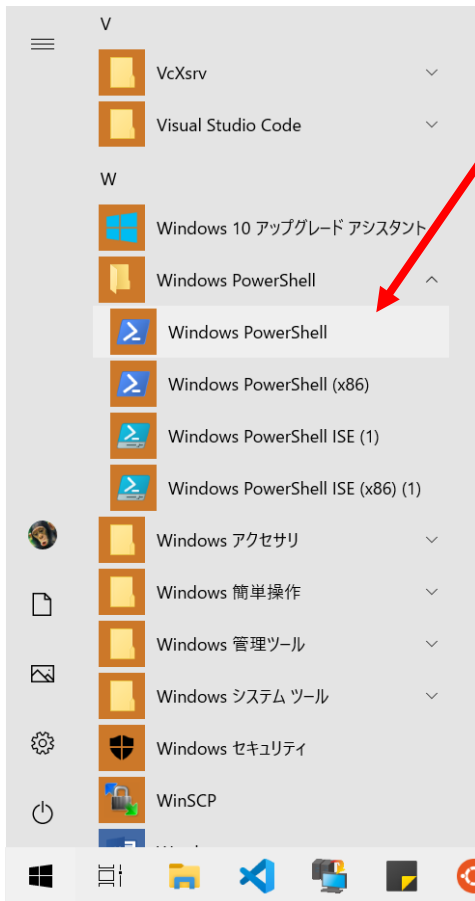 V
VcXsrv
Visual Studio Code
W
Windows 10 アップグレード アシスタント
Windows PowerShell
Windows PowerShell
Windows PowerShell (x86)
Windows PowerShell ISE (1)
Windows PowerShell ISE (x86) (1)
Windows アクセサリ
Windows 簡単操作
Windows 管理ツール
Windows システム ツール
Windows セキュリティ
WinSCP